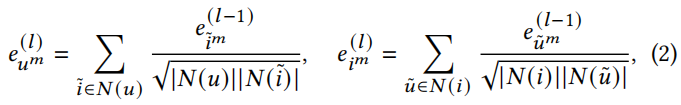 $e_{u^m}^{(l)} = \sum_{\tilde{i} \in N(u)} \frac{e_{\tilde{i}^m}^{(l-1)}}{\sqrt{|N(u)||N(\tilde{i})|}}, \quad e_{i^m}^{(l)} = \sum_{\tilde{u} \in N(i)} \frac{e_{\tilde{u}^m}^{(l-1)}}{\sqrt{|N(i)||N(\tilde{u})|}}, (2)$